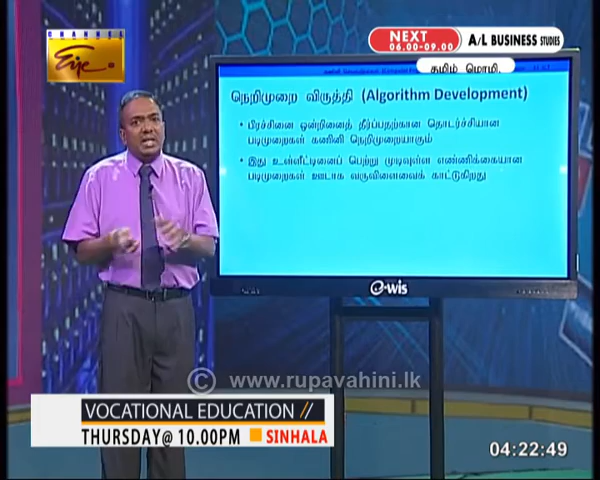 CHANNEL
Eye
NEXT
06.00-09.00
A/L BUSINESS STUDIES
தமிழ் மொழி
நெறிமுறை விருத்தி (Algorithm Development)
• பிரச்சினை ஒன்றினைத் தீர்ப்பதற்கான தொடர்ச்சியான
படிமுறைகள் கணினி நெறிமுறையாகும்
• இது உள்ளீட்டினைப் பெற்று முடிவுள்ள எண்ணிக்கையான
படிமுறைகள் ஊடாக வருவிளைவைக் காட்டுகிறது
e-wis
© www.rupavahini.lk
VOCATIONAL EDUCATION //
THURSDAY@ 10.00PM SINHALA
04:22:49